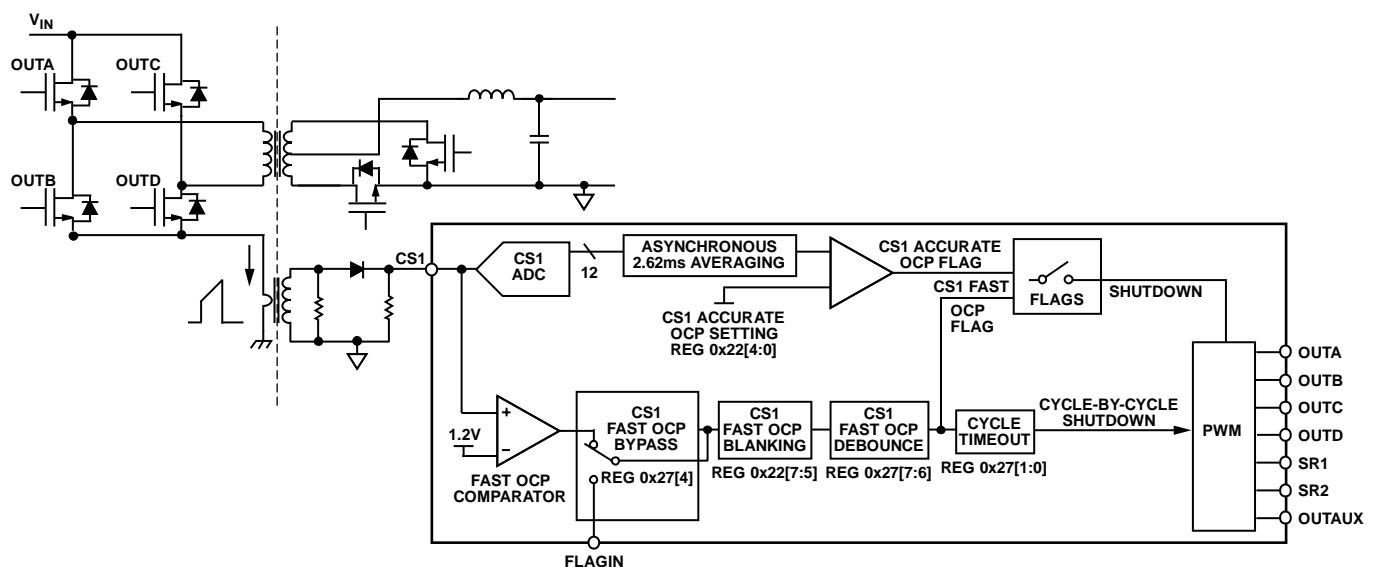 VIN
OUTA
OUTC
OUTB
OUTD
CS1
CS1
ADC
12
ASYNCHRONOUS
2.62ms AVERAGING
CS1 ACCURATE
OCP SETTING
REG 0x22[4:0]
CS1 ACCURATE
OCP FLAG
CS1 FAST
OCP
FLAG
FLAGS
SHUTDOWN
1.2V
+
−
FAST OCP
COMPARATOR
CS1
FAST OCP
BYPASS
REG 0x27[4]
FLAGIN
CS1
FAST OCP
BLANKING
REG 0x22[7:5]
CS1
FAST OCP
DEBOUNCE
REG 0x27[7:6]
CYCLE
TIMEOUT
REG 0x27[1:0]
CYCLE-BY-CYCLE
SHUTDOWN
PWM
OUTA
OUTB
OUTC
OUTD
SR1
SR2
OUTAUX